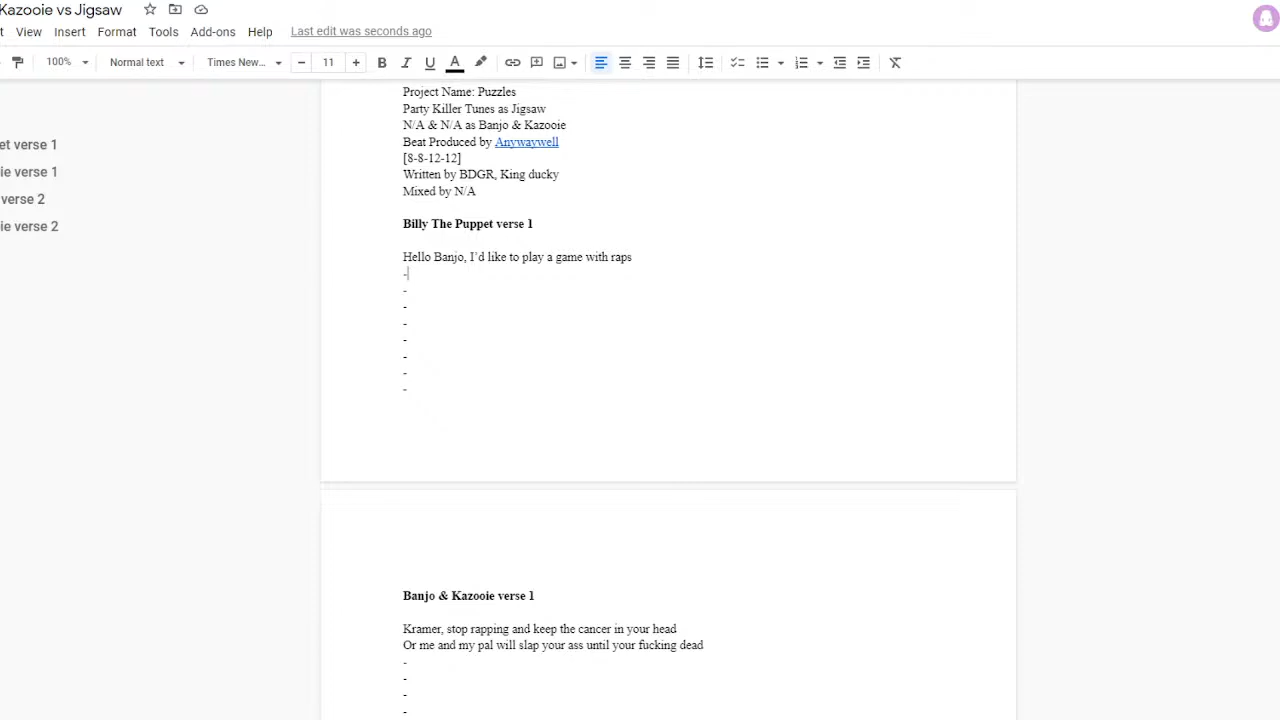 Kazooie vs Jigsaw
t View Insert Format Tools Add-ons Help Last edit was seconds ago
100% Normal text Times New... 11 B I U A
et verse 1
ie verse 1
verse 2
ie verse 2
Project Name: Puzzles
Party Killer Tunes as Jigsaw
N/A & N/A as Banjo & Kazooie
Beat Produced by Anywaywell
[8-8-12-12]
Written by BDGR, King ducky
Mixed by N/A
Billy The Puppet verse 1
Hello Banjo, I’d like to play a game with raps
-
-
-
-
-
-
-
-
Banjo & Kazooie verse 1
Kramer, stop rapping and keep the cancer in your head
Or me and my pal will slap your ass until your fucking dead
-
-
-
-